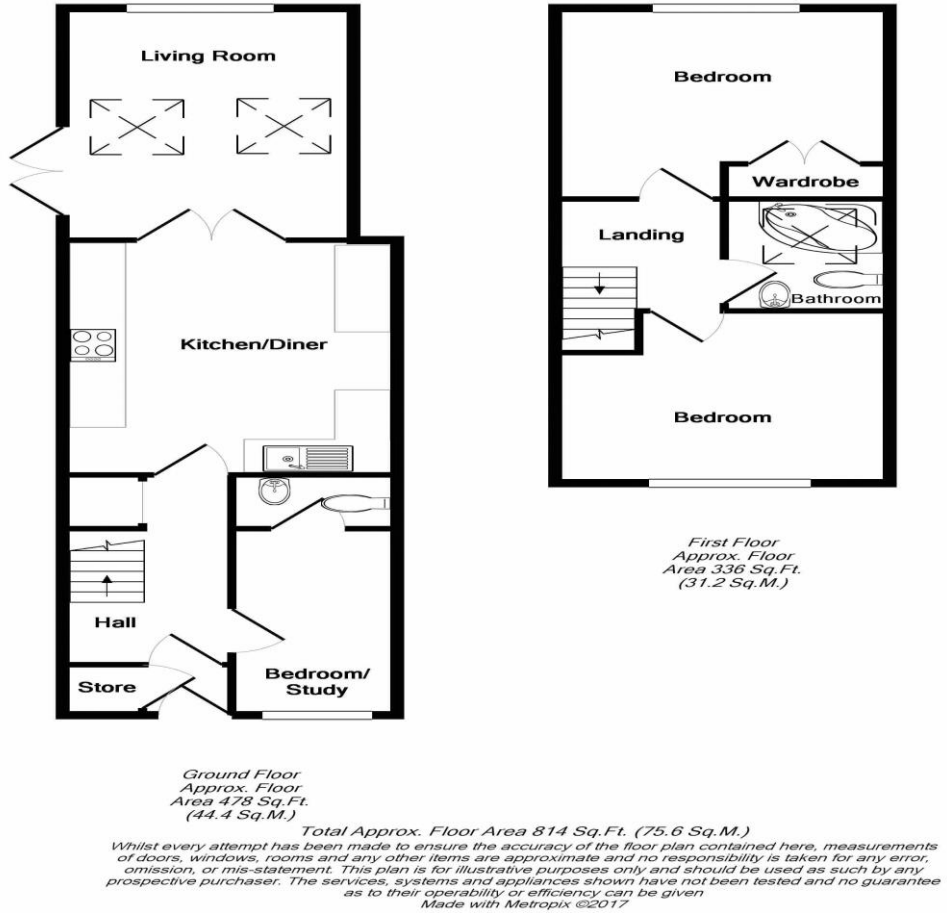 Living Room
Kitchen/Diner
Hall
Store
Bedroom/
Study
Ground Floor
Approx. Floor
Area 478 Sq.Ft.
(44.4 Sq.M.)
Bedroom
Wardrobe
Landing
Bathroom
Bedroom
First Floor
Approx. Floor
Area 336 Sq.Ft.
(31.2 Sq.M.)
Total Approx. Floor Area 814 Sq.Ft. (75.6 Sq.M.)
Whilst every attempt has been made to ensure the accuracy of the floor plan contained here, measurements
of doors, windows, rooms and any other items are approximate and no responsibility is taken for any error,
omission, or mis-statement. This plan is for illustrative purposes only and should be used as such by any
prospective purchaser. The services, systems and appliances shown have not been tested and no guarantee
as to their operability or efficiency can be given
Made with Metropix ©2017